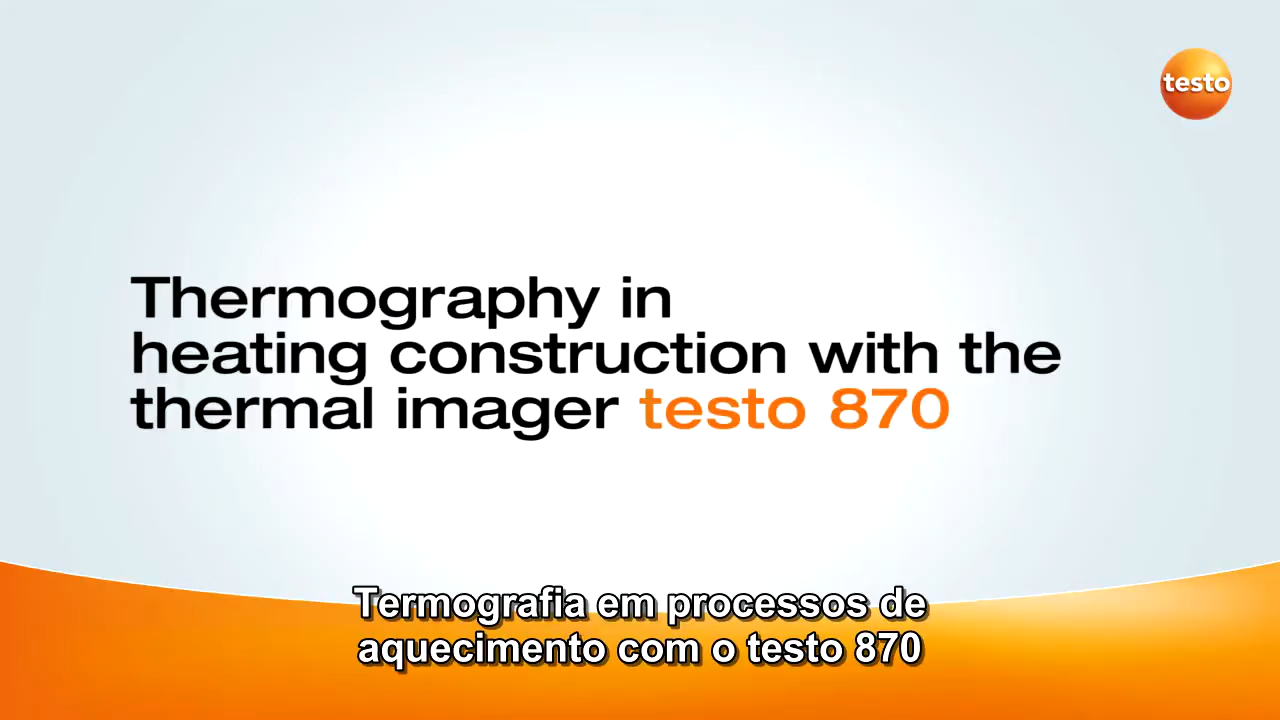 testo
Thermography in
heating construction with the
thermal imager testo 870
Termografia em processos de
aquecimento com o testo 870